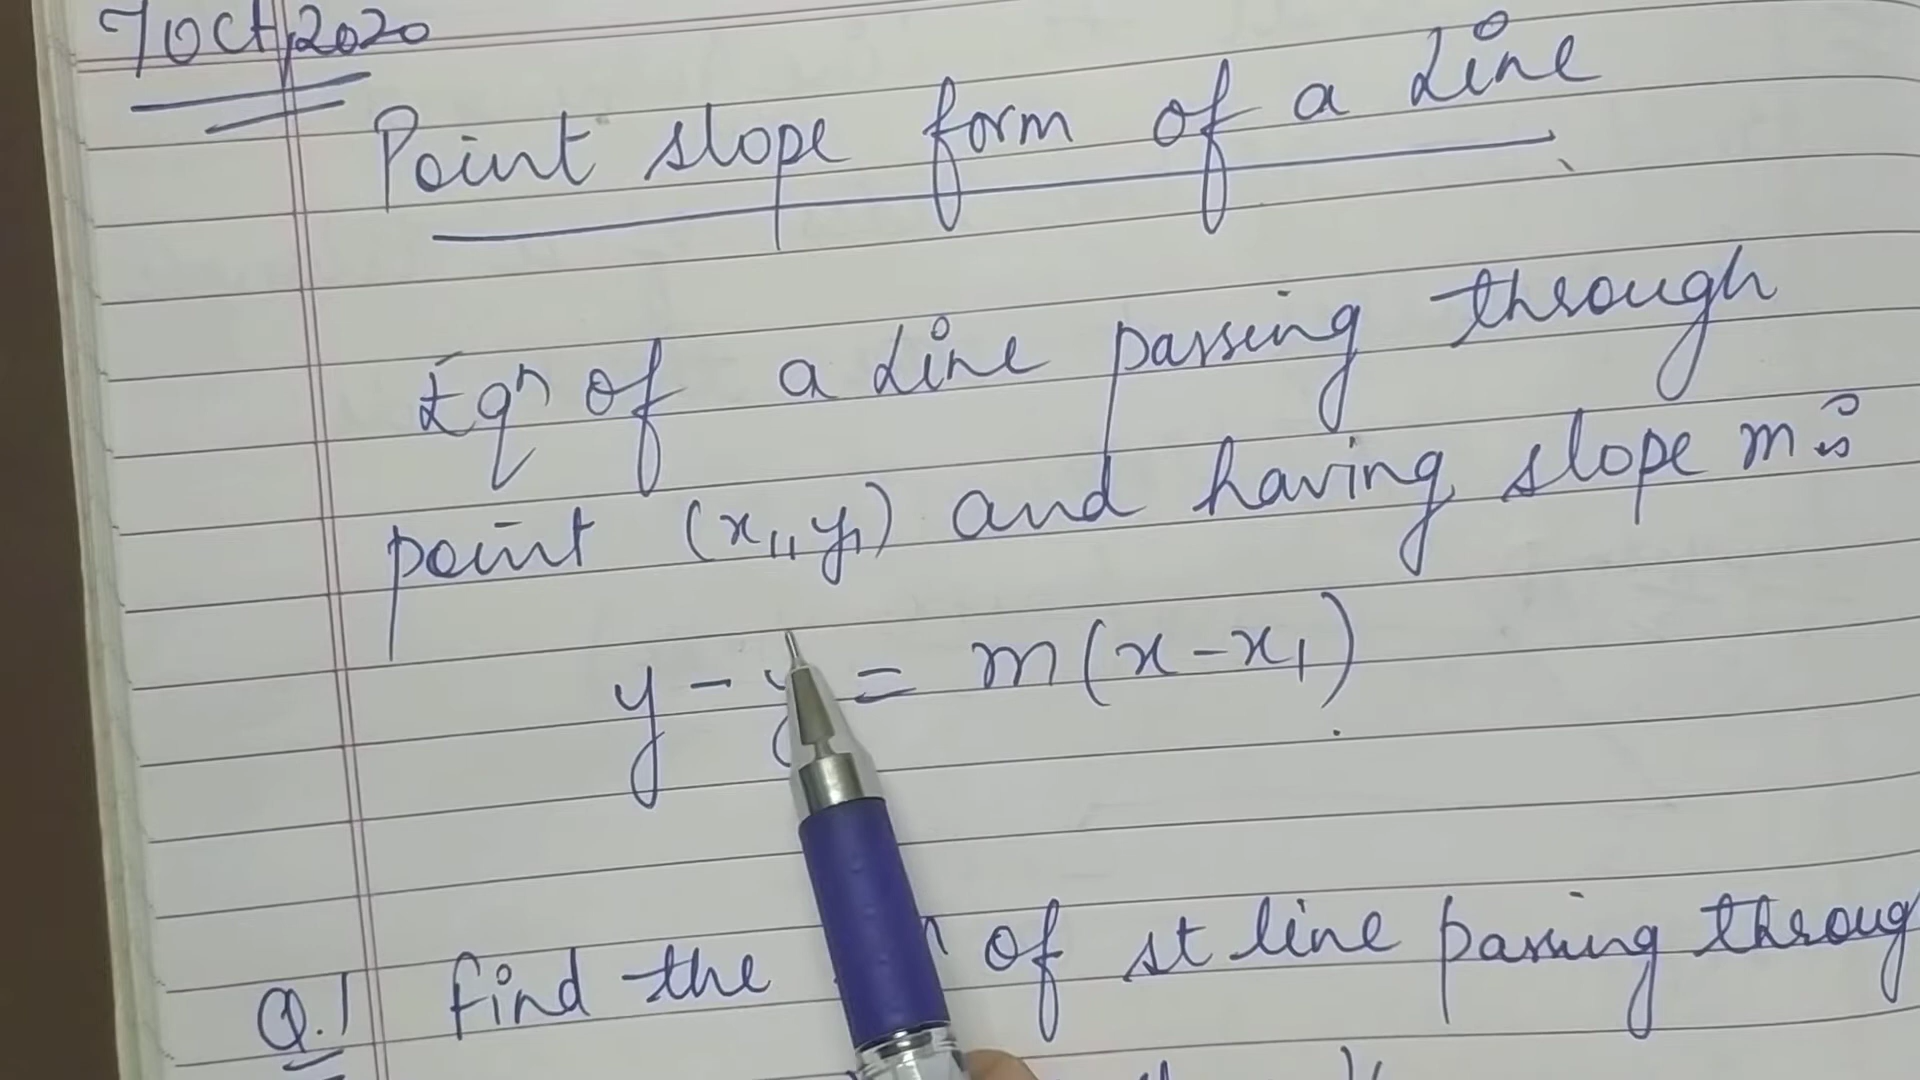 7 Oct, 2020
Point slope form of a Line
Eqn of a Line passing through
point (x1, y1) and having slope m is
y - y = m(x - x1)
Q.1 Find the of st line passing throug